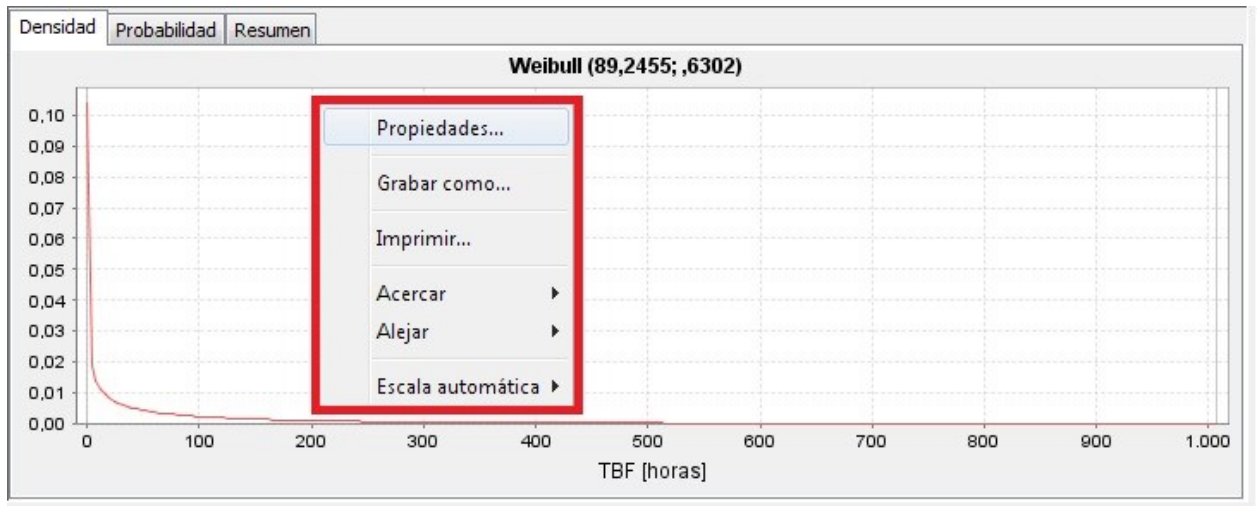 Densidad Probabilidad Resumen
Weibull (89,2455; ,6302)
0,10
0,09
0,08
0,07
0,06
0,05
0,04
0,03
0,02
0,01
0,00
Propiedades...
Grabar como...
Imprimir...
Acercar
Alejar
Escala automática
0 100 200 300 400 500 600 700 800 900 1.000
TBF [horas]